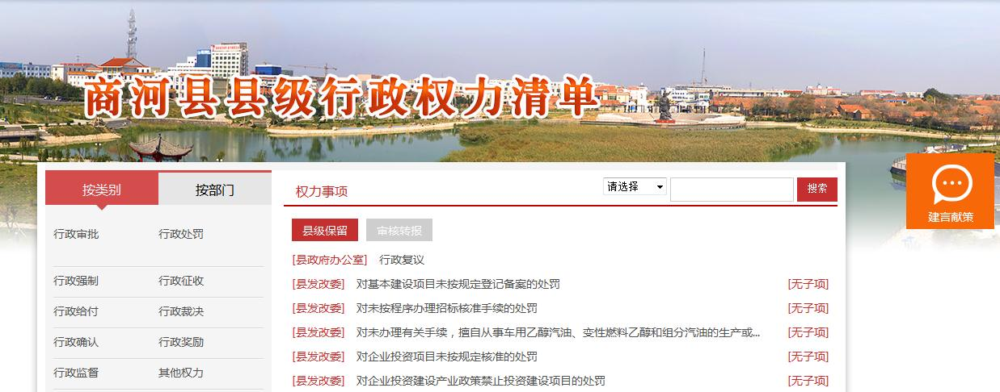 商河县县级行政权力清单
按类别 按部门
权力事项 请选择 搜索
建言献策
县级保留 审核转报
行政审批 行政处罚
行政强制 行政征收
行政给付 行政裁决
行政确认 行政奖励
行政监督 其他权力
[县政府办公室] 行政复议
[县发改委] 对基本建设项目未按规定登记备案的处罚 [无子项]
[县发改委] 对未按程序办理招标核准手续的处罚 [无子项]
[县发改委] 对未办理有关手续，擅自从事车用乙醇汽油、变性燃料乙醇和组分汽油的生产或... [无子项]
[县发改委] 对企业投资项目未按规定核准的处罚 [无子项]
[县发改委] 对企业投资建设产业政策禁止投资建设项目的处罚 [无子项]